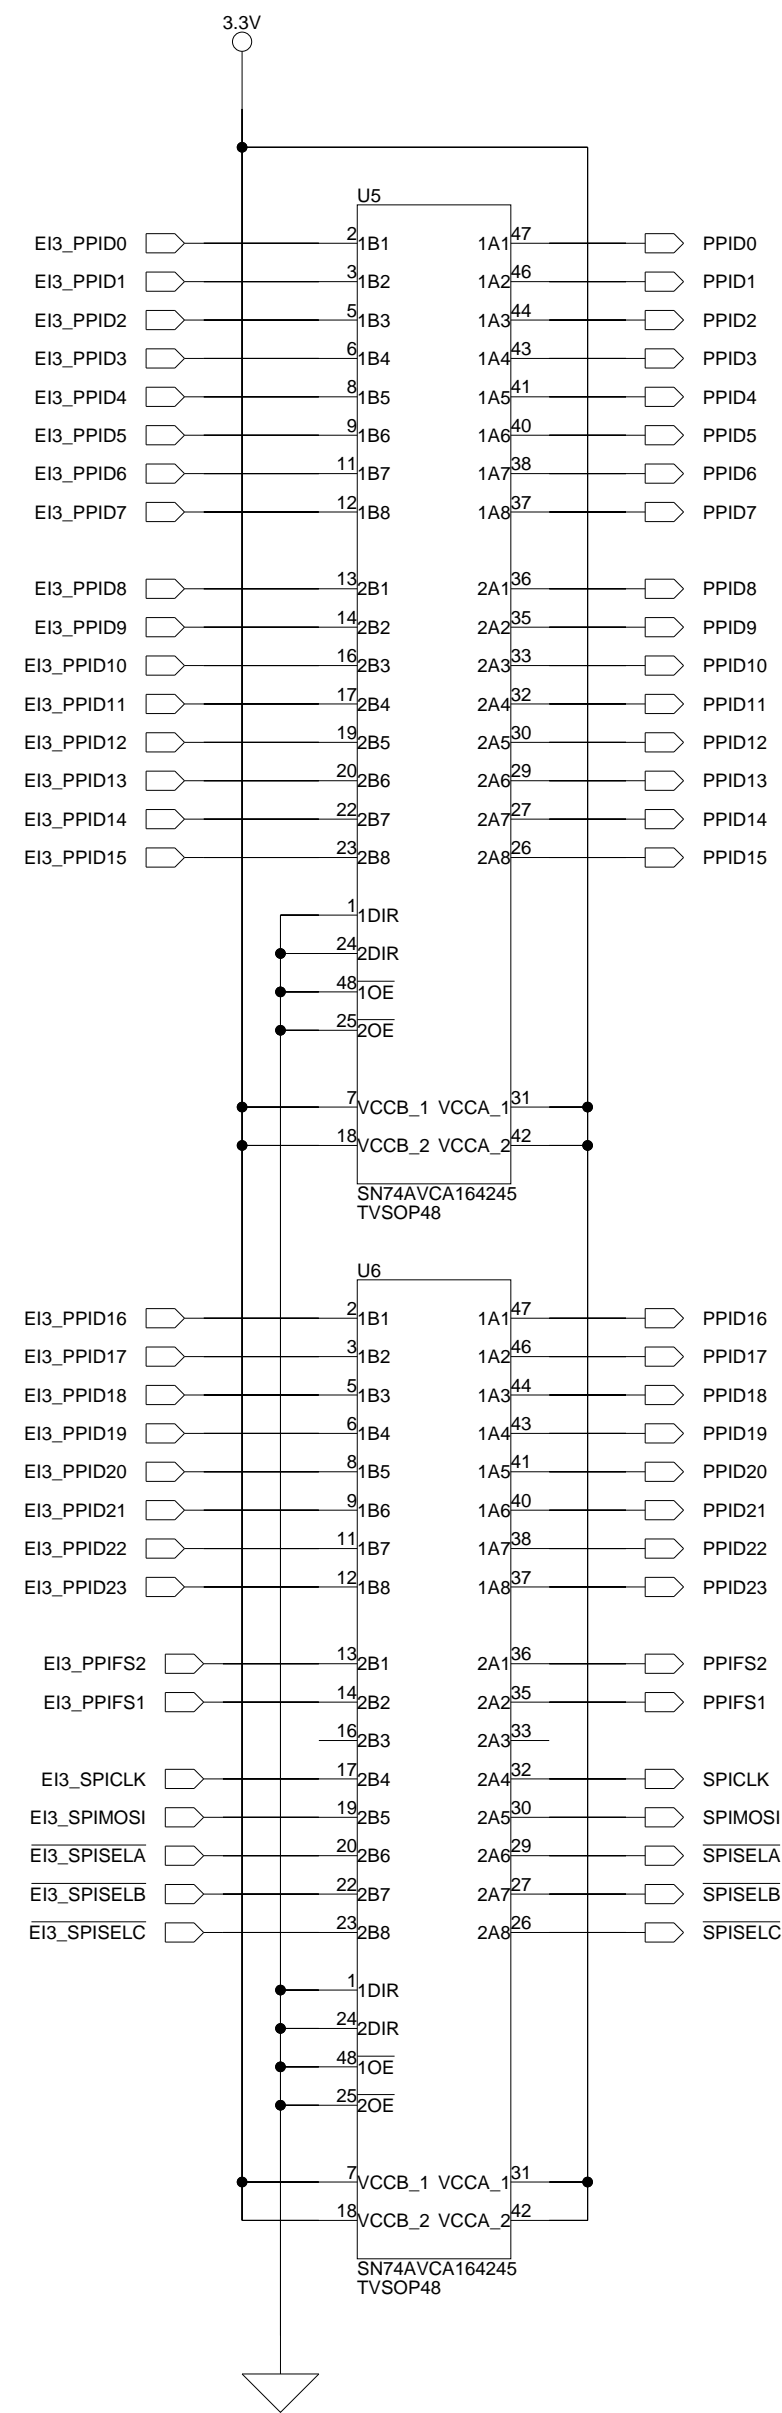 3.3V
U5
EI3_PPID0 2 1B1 1A1 47 PPID0
EI3_PPID1 3 1B2 1A2 46 PPID1
EI3_PPID2 5 1B3 1A3 44 PPID2
EI3_PPID3 6 1B4 1A4 43 PPID3
EI3_PPID4 8 1B5 1A5 41 PPID4
EI3_PPID5 9 1B6 1A6 40 PPID5
EI3_PPID6 11 1B7 1A7 38 PPID6
EI3_PPID7 12 1B8 1A8 37 PPID7
EI3_PPID8 13 2B1 2A1 36 PPID8
EI3_PPID9 14 2B2 2A2 35 PPID9
EI3_PPID10 16 2B3 2A3 33 PPID10
EI3_PPID11 17 2B4 2A4 32 PPID11
EI3_PPID12 19 2B5 2A5 30 PPID12
EI3_PPID13 20 2B6 2A6 29 PPID13
EI3_PPID14 22 2B7 2A7 27 PPID14
EI3_PPID15 23 2B8 2A8 26 PPID15
1 1DIR
24 2DIR
48 1OE
25 2OE
7 VCCB_1 VCCA_1 31
18 VCCB_2 VCCA_2 42
SN74AVCA164245
TVSOP48
U6
EI3_PPID16 2 1B1 1A1 47 PPID16
EI3_PPID17 3 1B2 1A2 46 PPID17
EI3_PPID18 5 1B3 1A3 44 PPID18
EI3_PPID19 6 1B4 1A4 43 PPID19
EI3_PPID20 8 1B5 1A5 41 PPID20
EI3_PPID21 9 1B6 1A6 40 PPID21
EI3_PPID22 11 1B7 1A7 38 PPID22
EI3_PPID23 12 1B8 1A8 37 PPID23
EI3_PPIFS2 13 2B1 2A1 36 PPIFS2
EI3_PPIFS1 14 2B2 2A2 35 PPIFS1
16 2B3 2A3 33
EI3_SPICLK 17 2B4 2A4 32 SPICLK
EI3_SPIMOSI 19 2B5 2A5 30 SPIMOSI
EI3_SPISELA 20 2B6 2A6 29 SPISELA
EI3_SPISELB 22 2B7 2A7 27 SPISELB
EI3_SPISELC 23 2B8 2A8 26 SPISELC
1 1DIR
24 2DIR
48 1OE
25 2OE
7 VCCB_1 VCCA_1 31
18 VCCB_2 VCCA_2 42
SN74AVCA164245
TVSOP48